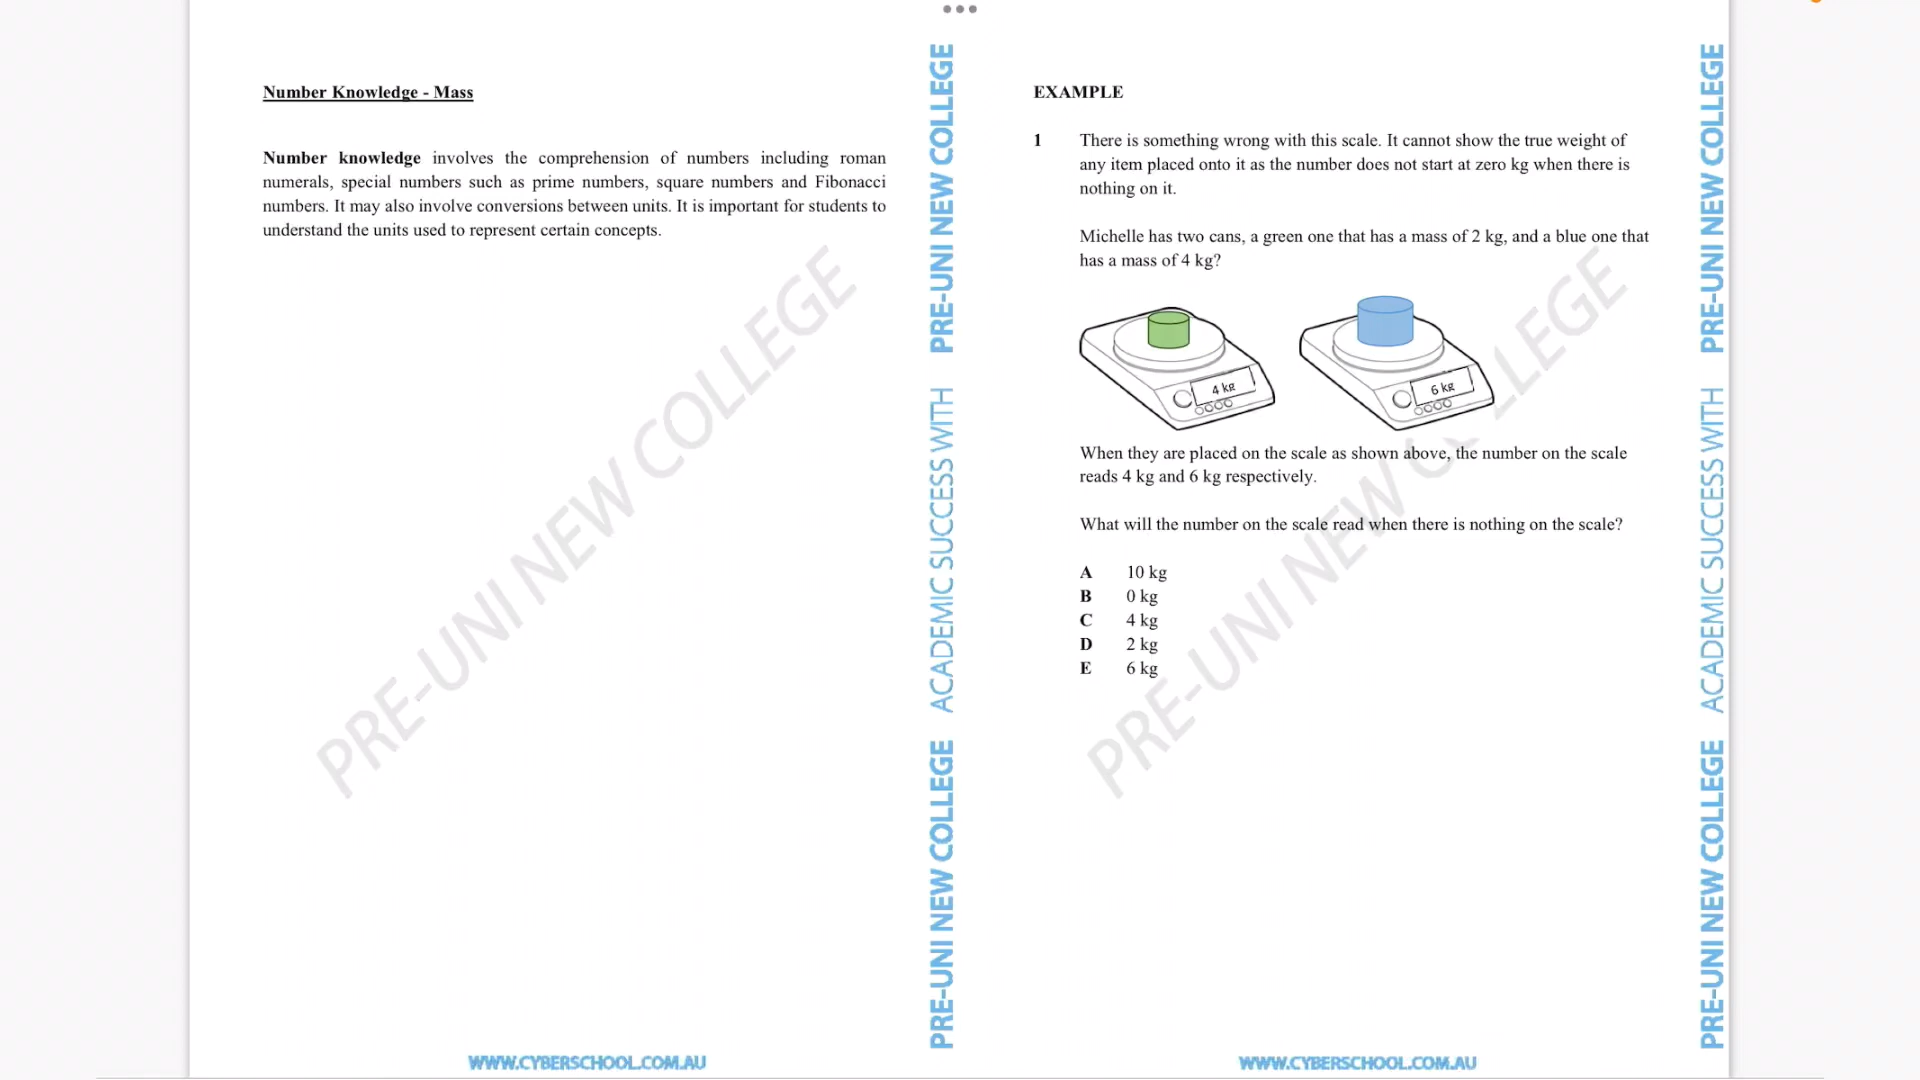 Number Knowledge - Mass
Number knowledge involves the comprehension of numbers including roman
numerals, special numbers such as prime numbers, square numbers and Fibonacci
numbers. It may also involve conversions between units. It is important for students to
understand the units used to represent certain concepts.
PRE-UNI NEW COLLEGE
WWW.CYBERSCHOOL.COM.AU
PRE-UNI NEW COLLEGE ACADEMIC SUCCESS WITH PRE-UNI NEW COLLEGE
EXAMPLE
1 There is something wrong with this scale. It cannot show the true weight of
any item placed onto it as the number does not start at zero kg when there is
nothing on it.
Michelle has two cans, a green one that has a mass of 2 kg, and a blue one that
has a mass of 4 kg?
4 kg
6 kg
When they are placed on the scale as shown above, the number on the scale
reads 4 kg and 6 kg respectively.
What will the number on the scale read when there is nothing on the scale?
A 10 kg
B 0 kg
C 4 kg
D 2 kg
E 6 kg
PRE-UNI NEW COLLEGE
WWW.CYBERSCHOOL.COM.AU
PRE-UNI NEW COLLEGE ACADEMIC SUCCESS WITH PRE-UNI NEW COLLEGE